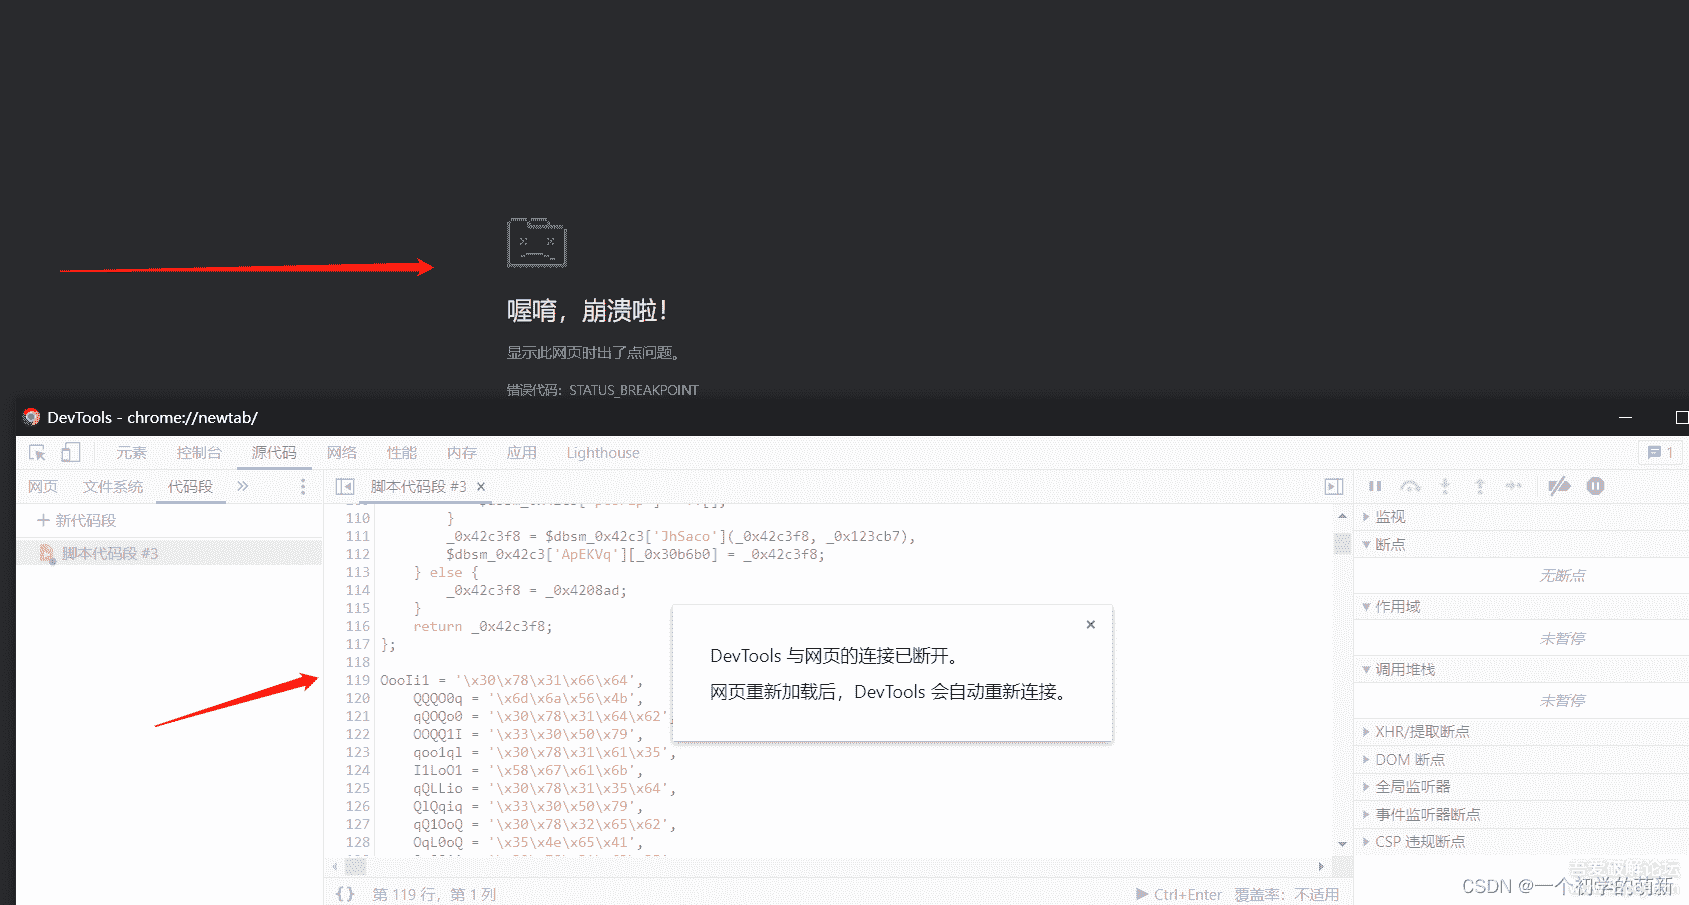 喔唷，崩溃啦！
显示此网页时出了点问题。
错误代码：STATUS_BREAKPOINT
DevTools - chrome://newtab/
元素 控制台 源代码 网络 性能 内存 应用 Lighthouse 1
网页 文件系统 代码段 » 脚本代码段 #3 ×
+ 新代码段
脚本代码段 #3
110 }
111 _0x42c3f8 = $dbsm_0x42c3['JhSaco'](_0x42c3f8, _0x123cb7),
112 $dbsm_0x42c3['ApEKVq'][_0x30b6b0] = _0x42c3f8;
113 } else {
114 _0x42c3f8 = _0x4208ad;
115 }
116 return _0x42c3f8;
117 };
118
119 OooIi1 = '\x30\x78\x31\x66\x64',
120 QQQO0q = '\x6d\x6a\x56\x4b',
121 qOOQo0 = '\x30\x78\x31\x64\x62',
122 OOQQ1I = '\x33\x30\x50\x79',
123 qoo1ql = '\x30\x78\x31\x61\x35',
124 I1LoO1 = '\x58\x67\x61\x6b',
125 qQLLio = '\x30\x78\x31\x35\x64',
126 QlQqiq = '\x33\x30\x50\x79',
127 qQ1OoQ = '\x30\x78\x32\x65\x62',
128 OqL0oQ = '\x35\x4e\x65\x41',
DevTools 与网页的连接已断开。
网页重新加载后，DevTools 会自动重新连接。
×
监视
断点
无断点
作用域
未暂停
调用堆栈
未暂停
XHR/提取断点
DOM 断点
全局监听器
事件监听器断点
CSP 违规断点
{} 第 119 行，第 1 列 Ctrl+Enter 覆盖率：不适用
吾爱破解论坛
CSDN @一个初学的萌新